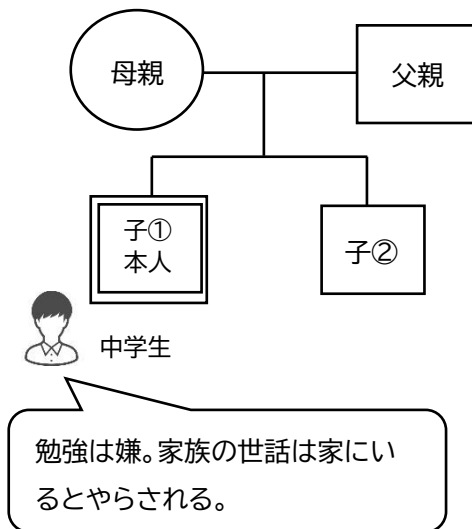 母親
父親
子①
本人
子②
中学生
勉強は嫌。家族の世話は家にい
るとやらされる。